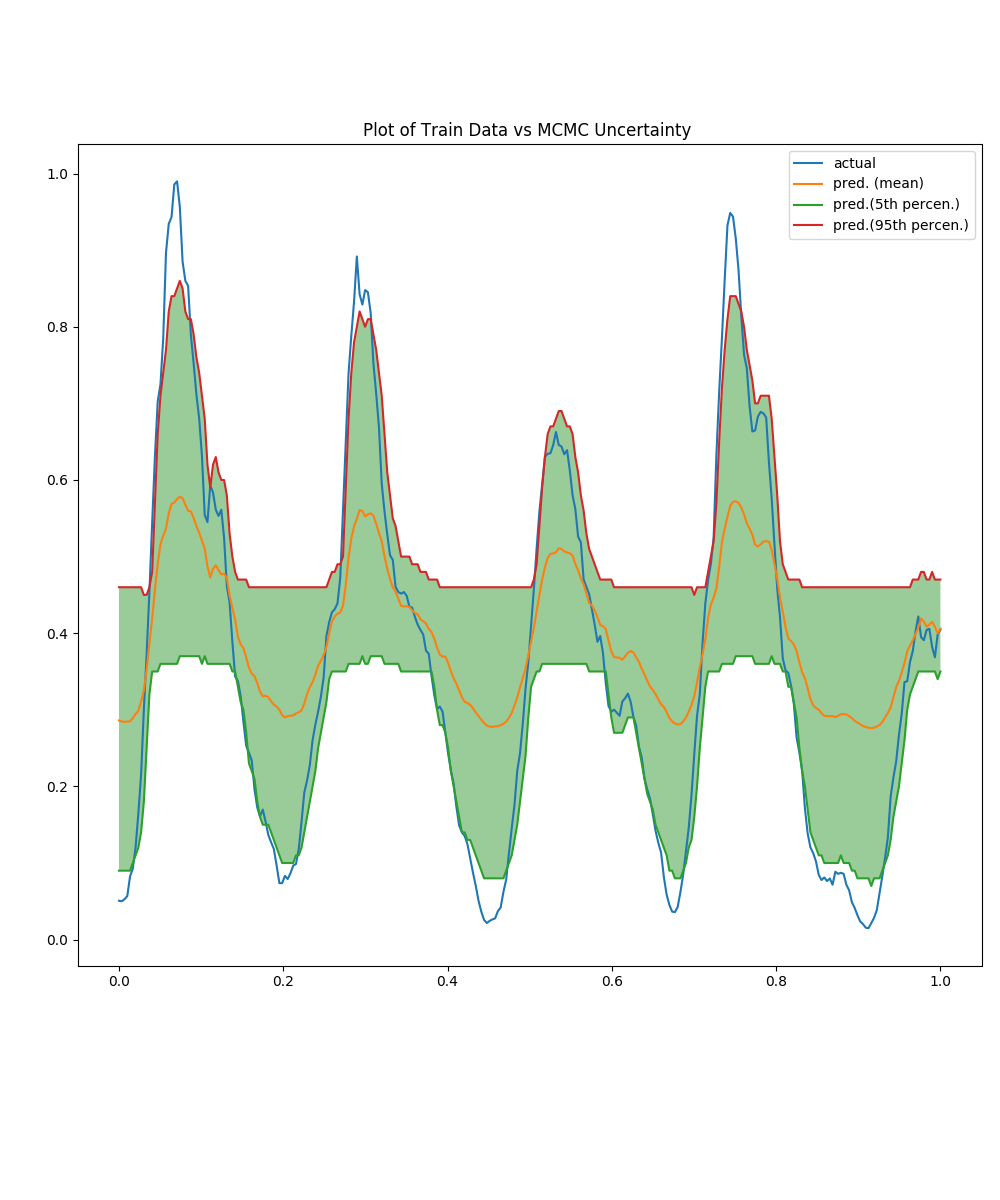 Plot of Train Data vs MCMC Uncertainty
actual
pred. (mean)
pred.(5th percen.)
pred.(95th percen.)
1.0
0.8
0.6
0.4
0.2
0.0
0.0 0.2 0.4 0.6 0.8 1.0